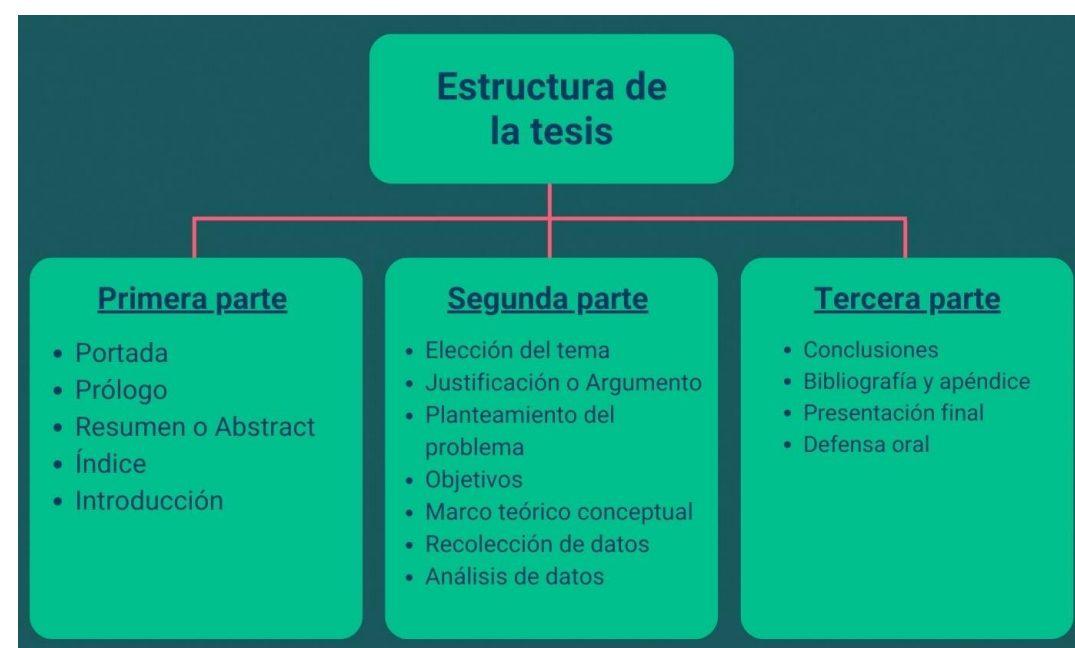 Estructura de
la tesis
Primera parte
• Portada
• Prólogo
• Resumen o Abstract
• Índice
• Introducción
Segunda parte
• Elección del tema
• Justificación o Argumento
• Planteamiento del
problema
• Objetivos
• Marco teórico conceptual
• Recolección de datos
• Análisis de datos
Tercera parte
• Conclusiones
• Bibliografía y apéndice
• Presentación final
• Defensa oral